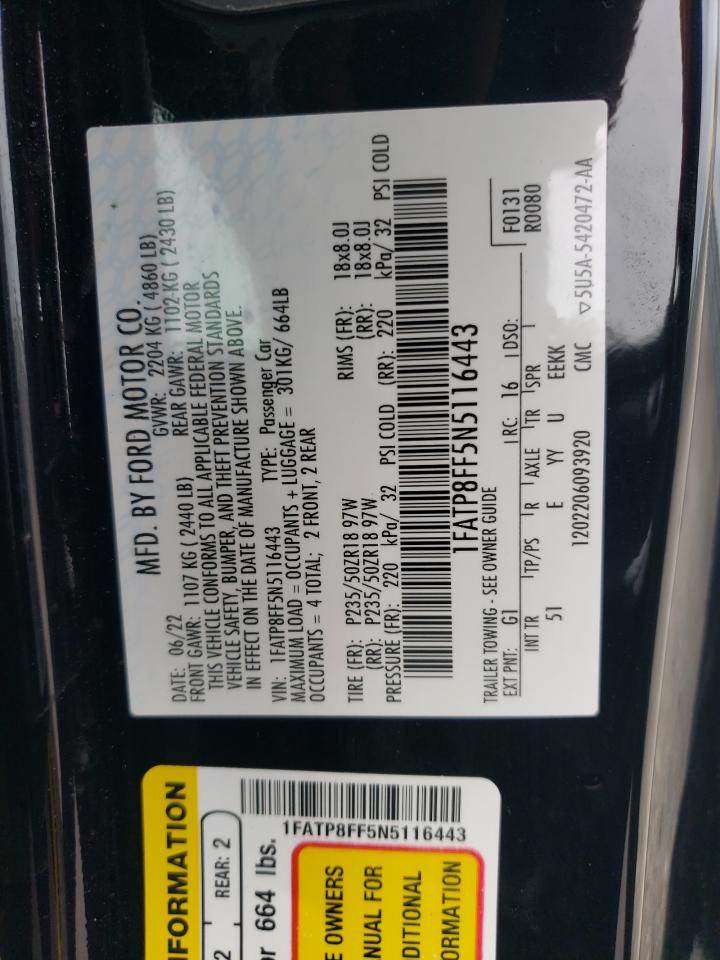 MFD. BY FORD MOTOR CO.
DATE: 06/22 GVWR: 2204 KG ( 4860 LB)
FRONT GAWR: 1107 KG ( 2440 LB) REAR GAWR: 1102 KG ( 2430 LB)
THIS VEHICLE CONFORMS TO ALL APPLICABLE FEDERAL MOTOR
VEHICLE SAFETY, BUMPER, AND THEFT PREVENTION STANDARDS
IN EFFECT ON THE DATE OF MANUFACTURE SHOWN ABOVE.
VIN: 1FATP8FF5N5116443 TYPE: Passenger Car
MAXIMUM LOAD = OCCUPANTS + LUGGAGE = 301KG/ 664LB
OCCUPANTS = 4 TOTAL; 2 FRONT, 2 REAR
TIRE (FR): P235/50ZR18 97W RIMS (FR): 18x8.0J
(RR): P235/50ZR18 97W (RR): 18x8.0J
PRESSURE (FR): 220 kPa/ 32 PSI COLD (RR): 220 kPa/ 32 PSI COLD
1FATP8FF5N5116443
TRAILER TOWING - SEE OWNER GUIDE F0131
EXT PNT: G1 RC: 16 DSO: R0080
INT TR TP/PS R AXLE TR SPR
51 E YY U EEKK
1202206093920 CMC ▽5U5A-5420472-AA
NFORMATION
2 REAR: 2
or 664 lbs.
1FATP8FF5N5116443
E OWNERS
NUAL FOR
DITIONAL
ORMATION